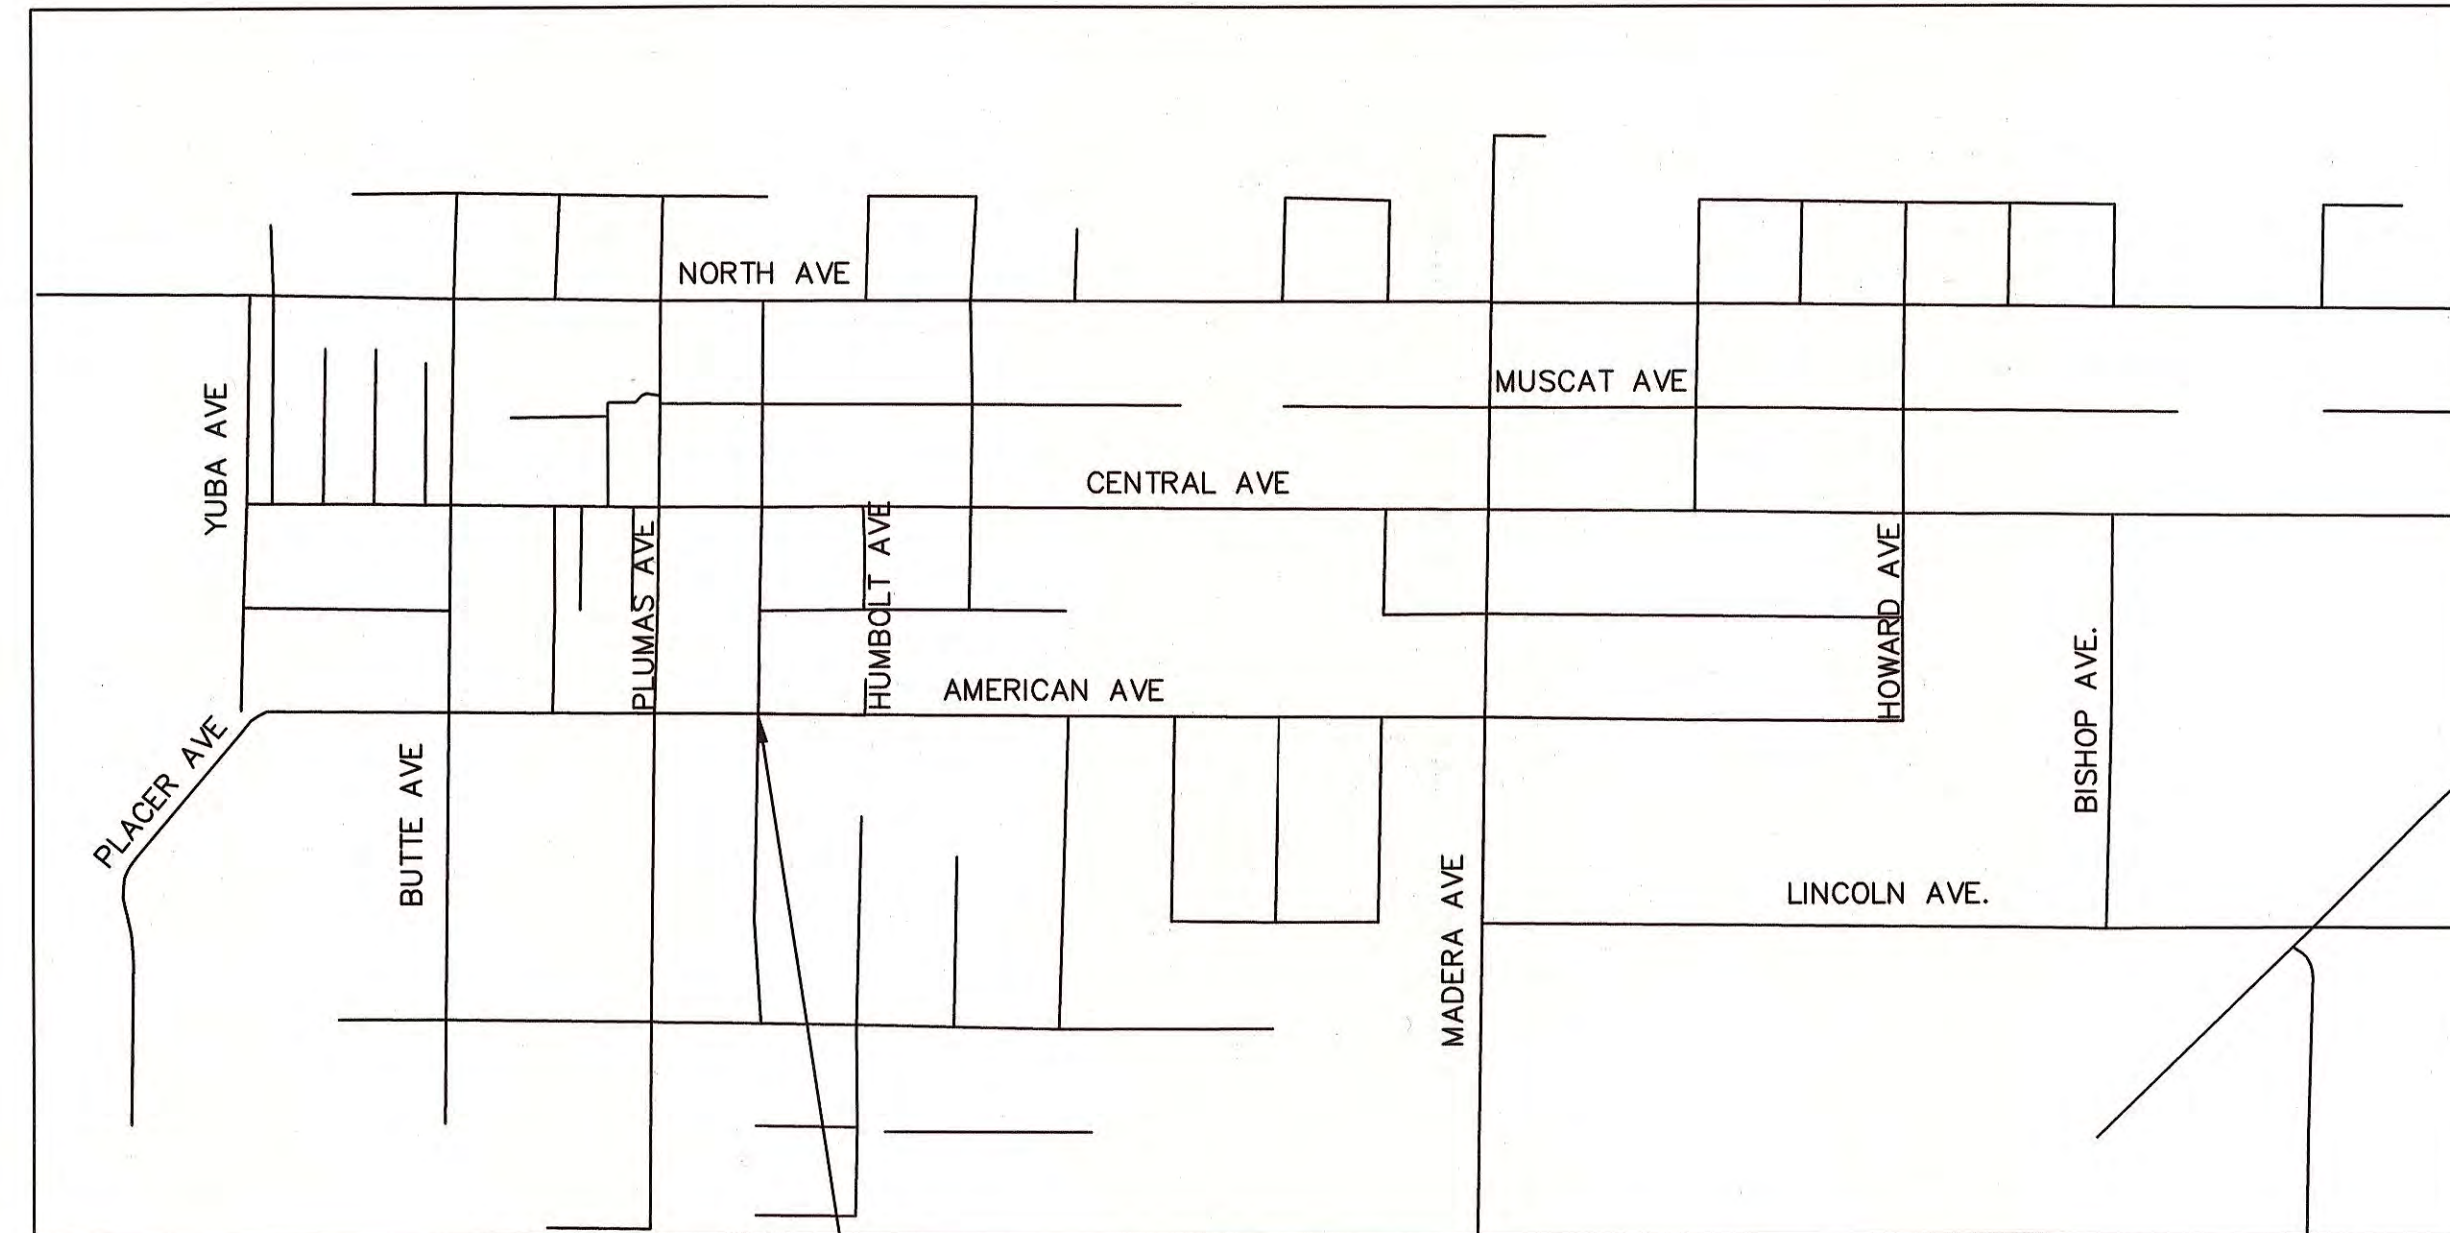 NORTH AVE
MUSCAT AVE
YUBA AVE
CENTRAL AVE
PLUMAS AVE
HUMBOLT AVE
HOWARD AVE
AMERICAN AVE
BISHOP AVE.
PLACER AVE
BUTTE AVE
MADERA AVE
LINCOLN AVE.